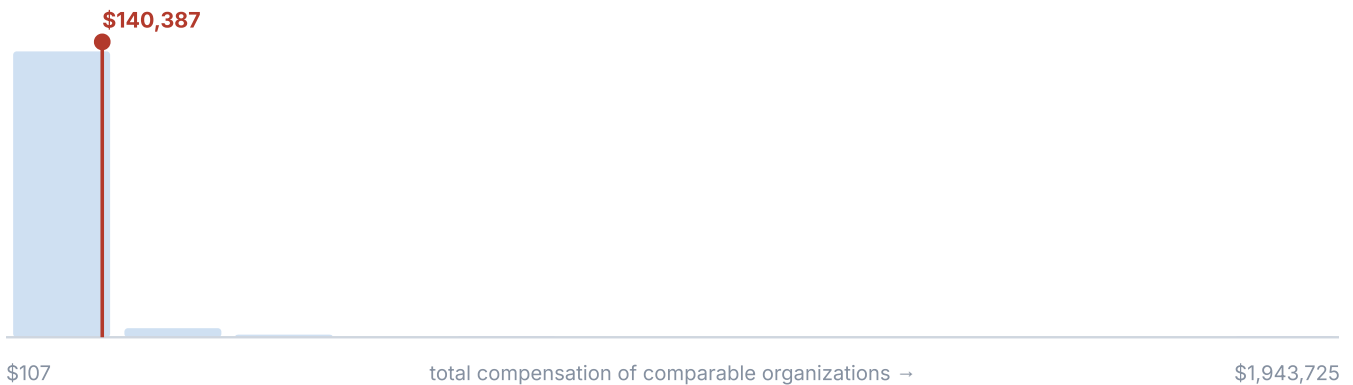 $140,387
$107 total compensation of comparable organizations → $1,943,725